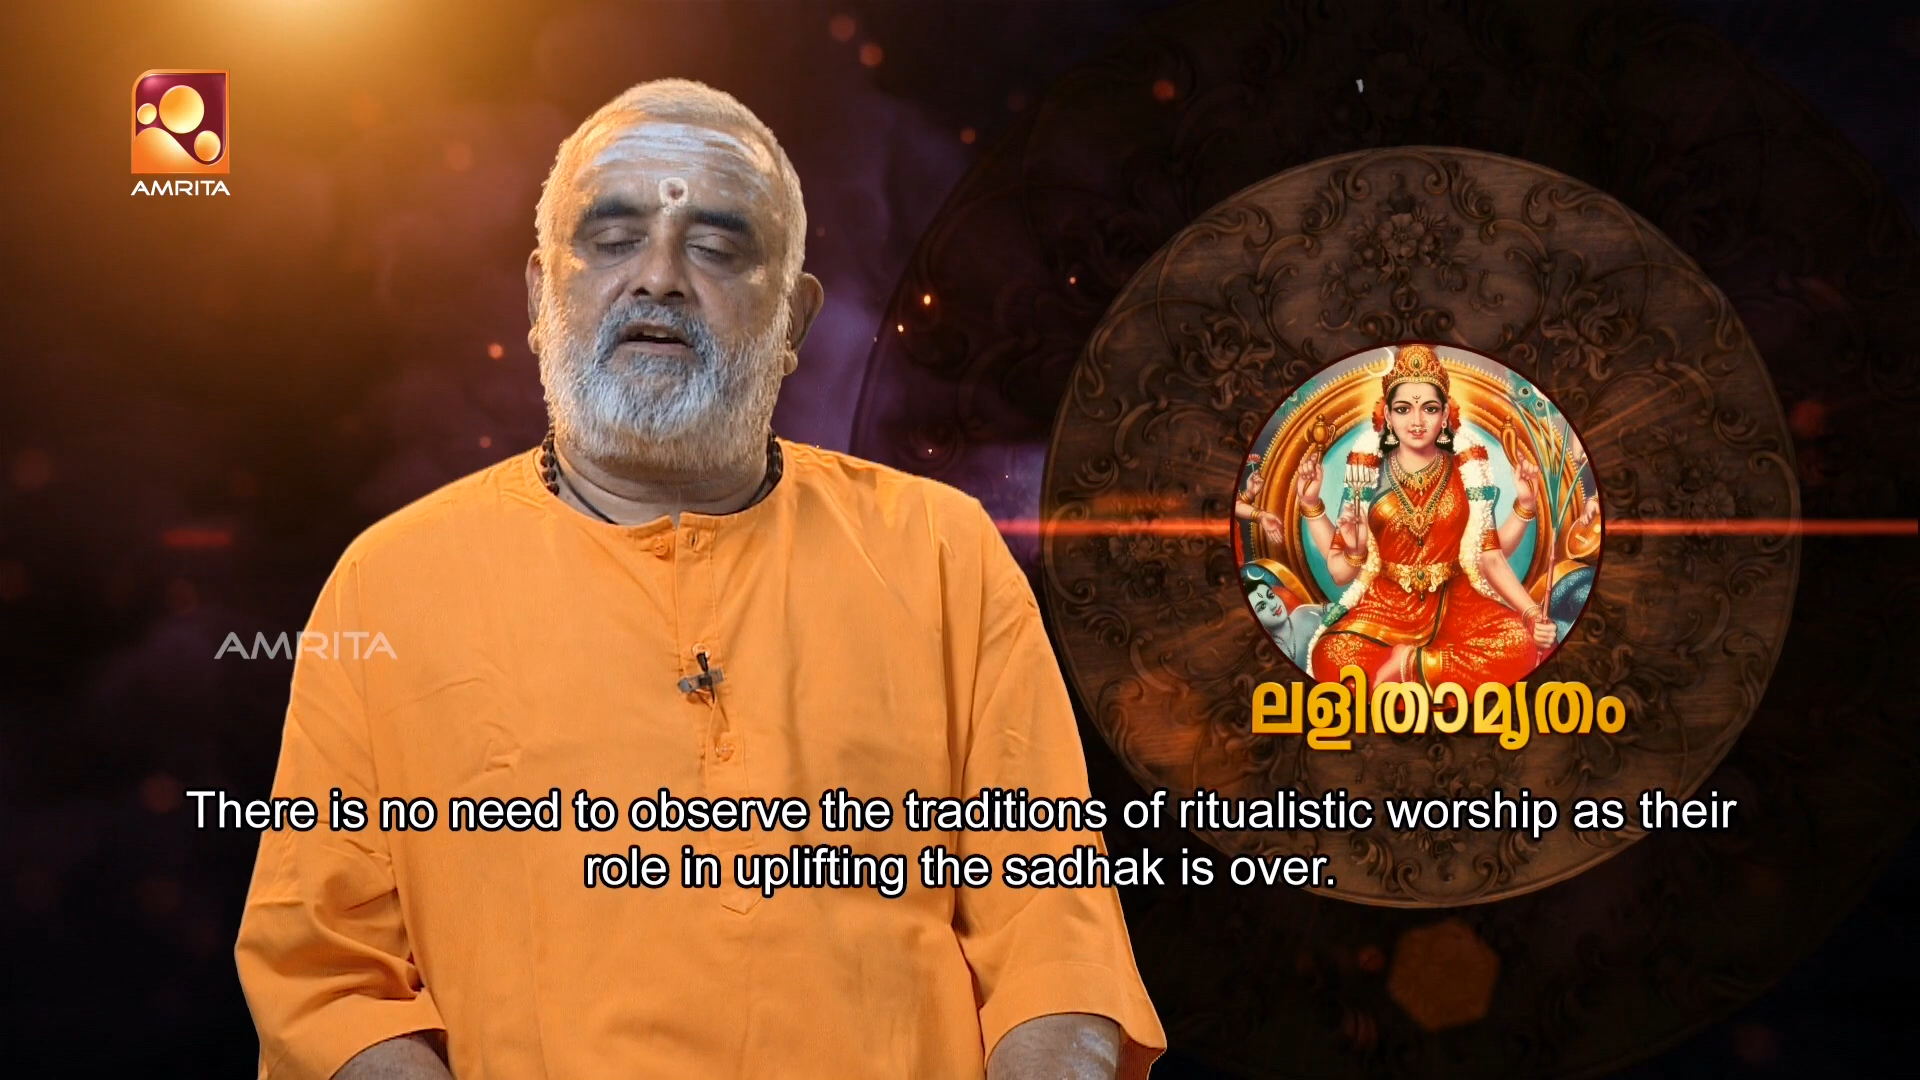 AMRITA
AMRITA
ലളിതാമൃതം
There is no need to observe the traditions of ritualistic worship as their
role in uplifting the sadhak is over.